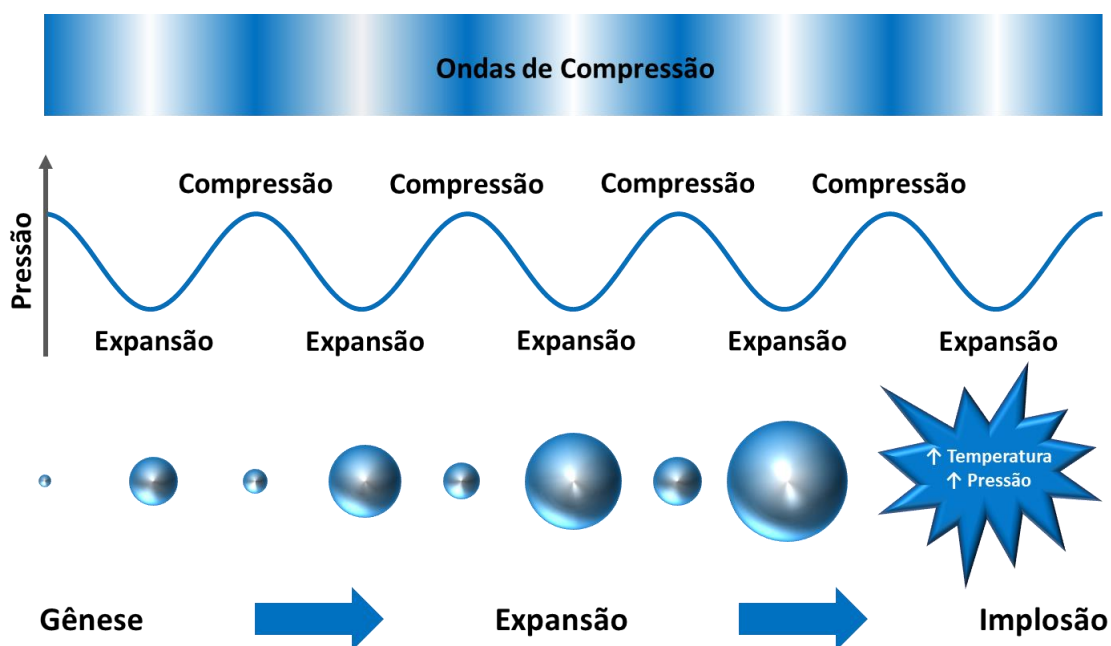 Ondas de Compressão
Compressão Compressão Compressão Compressão
Pressão
Expansão Expansão Expansão Expansão Expansão
↑ Temperatura
↑ Pressão
Gênese Expansão Implosão